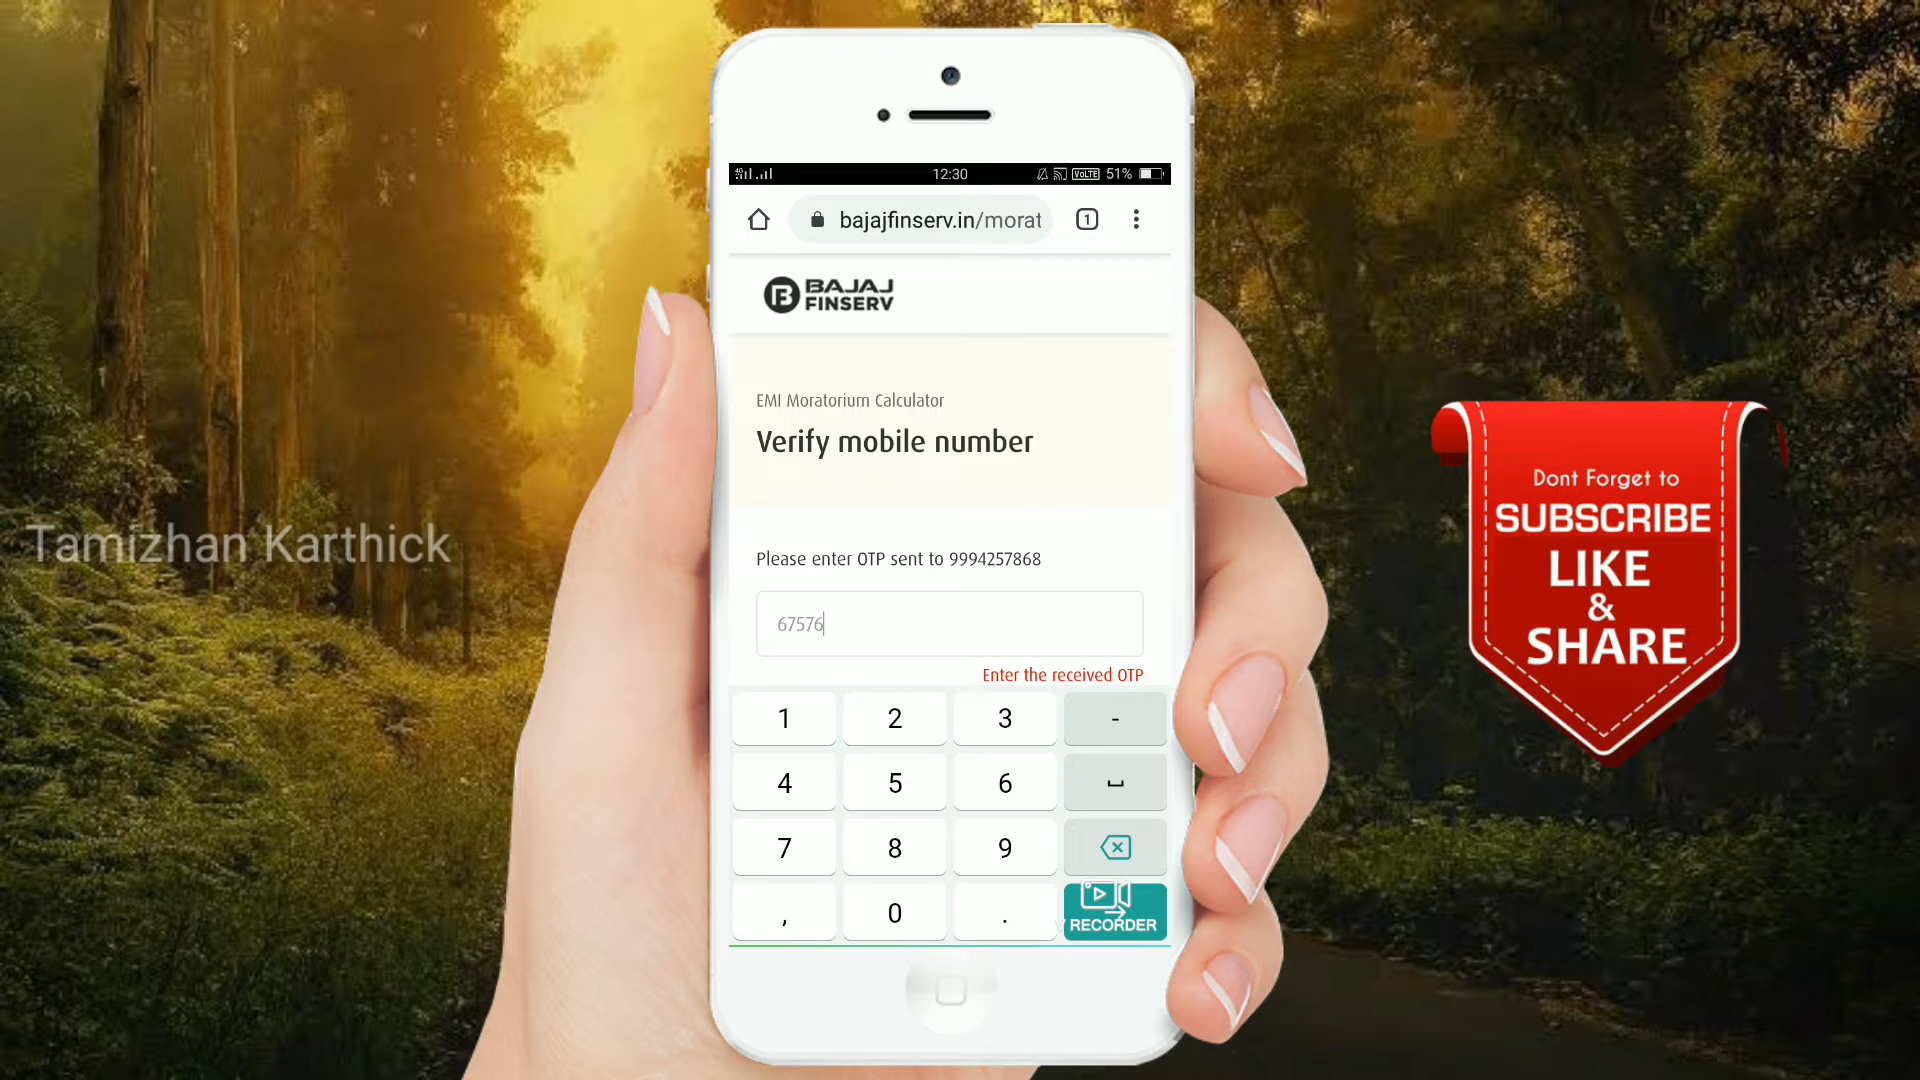 12:30
VoLTE 51%
bajajfinserv.in/morat
1
BAJAJ
FINSERV
EMI Moratorium Calculator
Verify mobile number
Please enter OTP sent to 9994257868
67576
Enter the received OTP
1 2 3 -
4 5 6
7 8 9
, 0 .
RECORDER
Tamizhan Karthick
Dont Forget to
SUBSCRIBE
LIKE
&
SHARE